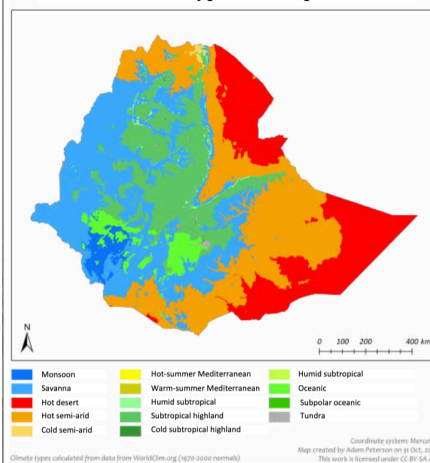 N
0 100 200 400 km
Monsoon
Savanna
Hot desert
Hot semi-arid
Cold semi-arid
Hot-summer Mediterranean
Warm-summer Mediterranean
Humid subtropical
Subtropical highland
Cold subtropical highland
Humid subtropical
Oceanic
Subpolar oceanic
Tundra
Coordinate system: Mercat
Map created by Adam Peterson on 31 Oct, 20
Climate types calculated from data from WorldClim.org (1970-2000 normals)
This work is licensed under CC BY-SA